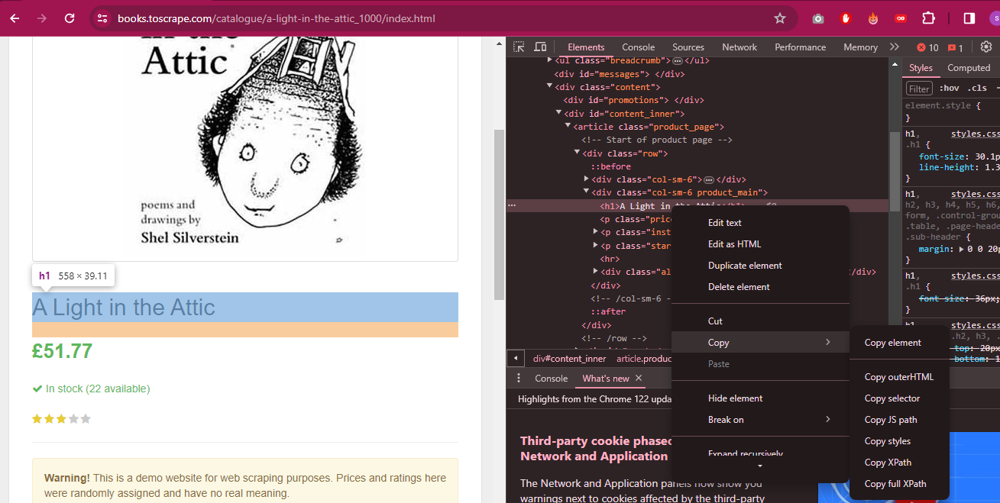 books.toscrape.com/catalogue/a-light-in-the-attic_1000/index.html
S
in the
Attic
poems and
drawings by
Shel Silverstein
h1 558 × 39.11
A Light in the Attic
£51.77
In stock (22 available)
Warning! This is a demo website for web scraping purposes. Prices and ratings here
were randomly assigned and have no real meaning.
Elements Console Sources Network Performance Memory 10 1
<ul class="breadcrumb"> … </ul>
<div id="messages"> </div>
<div class="content">
<div id="promotions"> </div>
<div id="content_inner">
<article class="product_page">
<!-- Start of product page -->
<div class="row">
::before
<div class="col-sm-6"> … </div>
<div class="col-sm-6 product_main">
<h1>A Light in the Attic</h1>
<p class="pric
<p class="inst
<p class="star
<hr>
<div class="al </div>
</div>
<!-- /col-sm-6 -
::after
</div>
<!-- /row -->
div#content_inner article.produc
Console What's new
Highlights from the Chrome 122 upda
Third-party cookie phased
Network and Application
The Network and Application panels now show you
warnings next to cookies affected by the third-party
Edit text
Edit as HTML
Duplicate element
Delete element
Cut
Copy
Paste
Hide element
Break on
Expand recursively
Copy element
Copy outerHTML
Copy selector
Copy JS path
Copy styles
Copy XPath
Copy full XPath
Styles Computed
Filter :hov .cls
element.style {
}
h1, styles.css
.h1 {
font-size: 30.1p
line-height: 1.3
}
h1, styles.css
h2, h3, h4, h5, h6,
form, .control-grou
.table, .page-heade
.sub-header {
margin: 0 0 20p
}
h1, styles.css
.h1 {
font-size: 36px;
}
h1, styles.css
.h2, h3,
top: 20px
bottom: 1